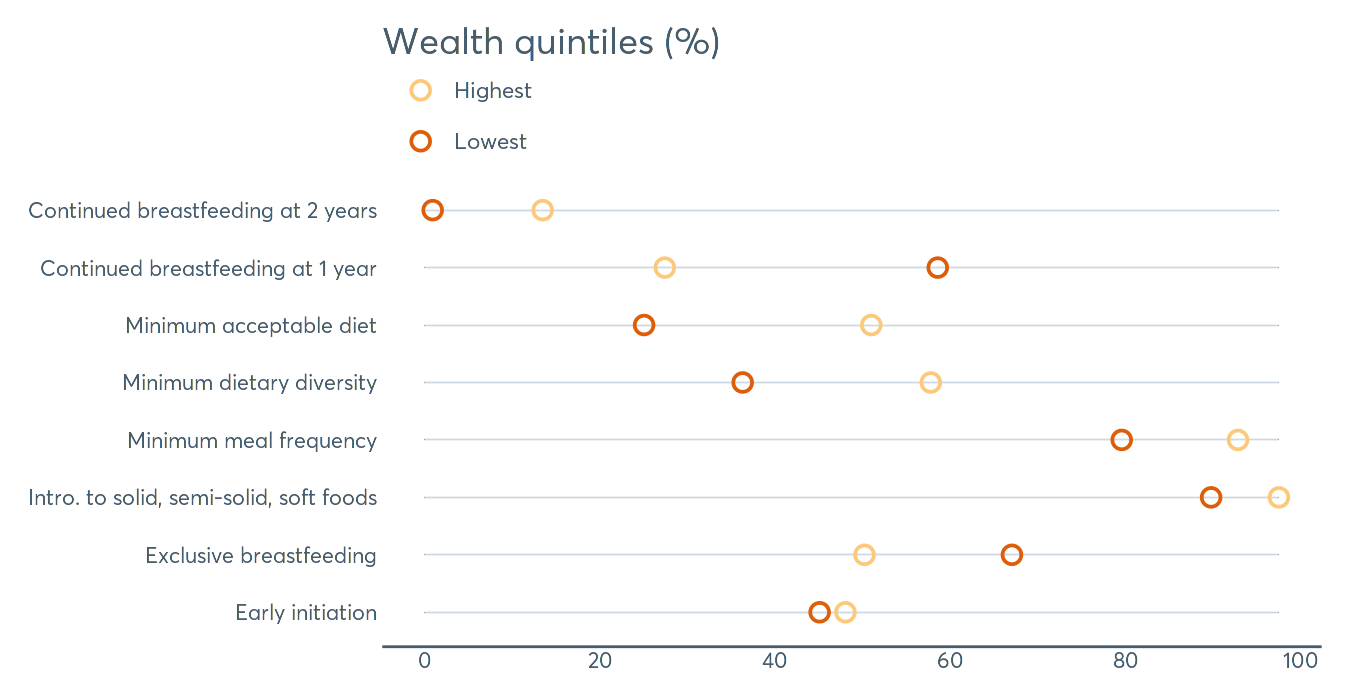 Wealth quintiles (%)
Highest
Lowest
Continued breastfeeding at 2 years
Continued breastfeeding at 1 year
Minimum acceptable diet
Minimum dietary diversity
Minimum meal frequency
Intro. to solid, semi-solid, soft foods
Exclusive breastfeeding
Early initiation
0 20 40 60 80 100